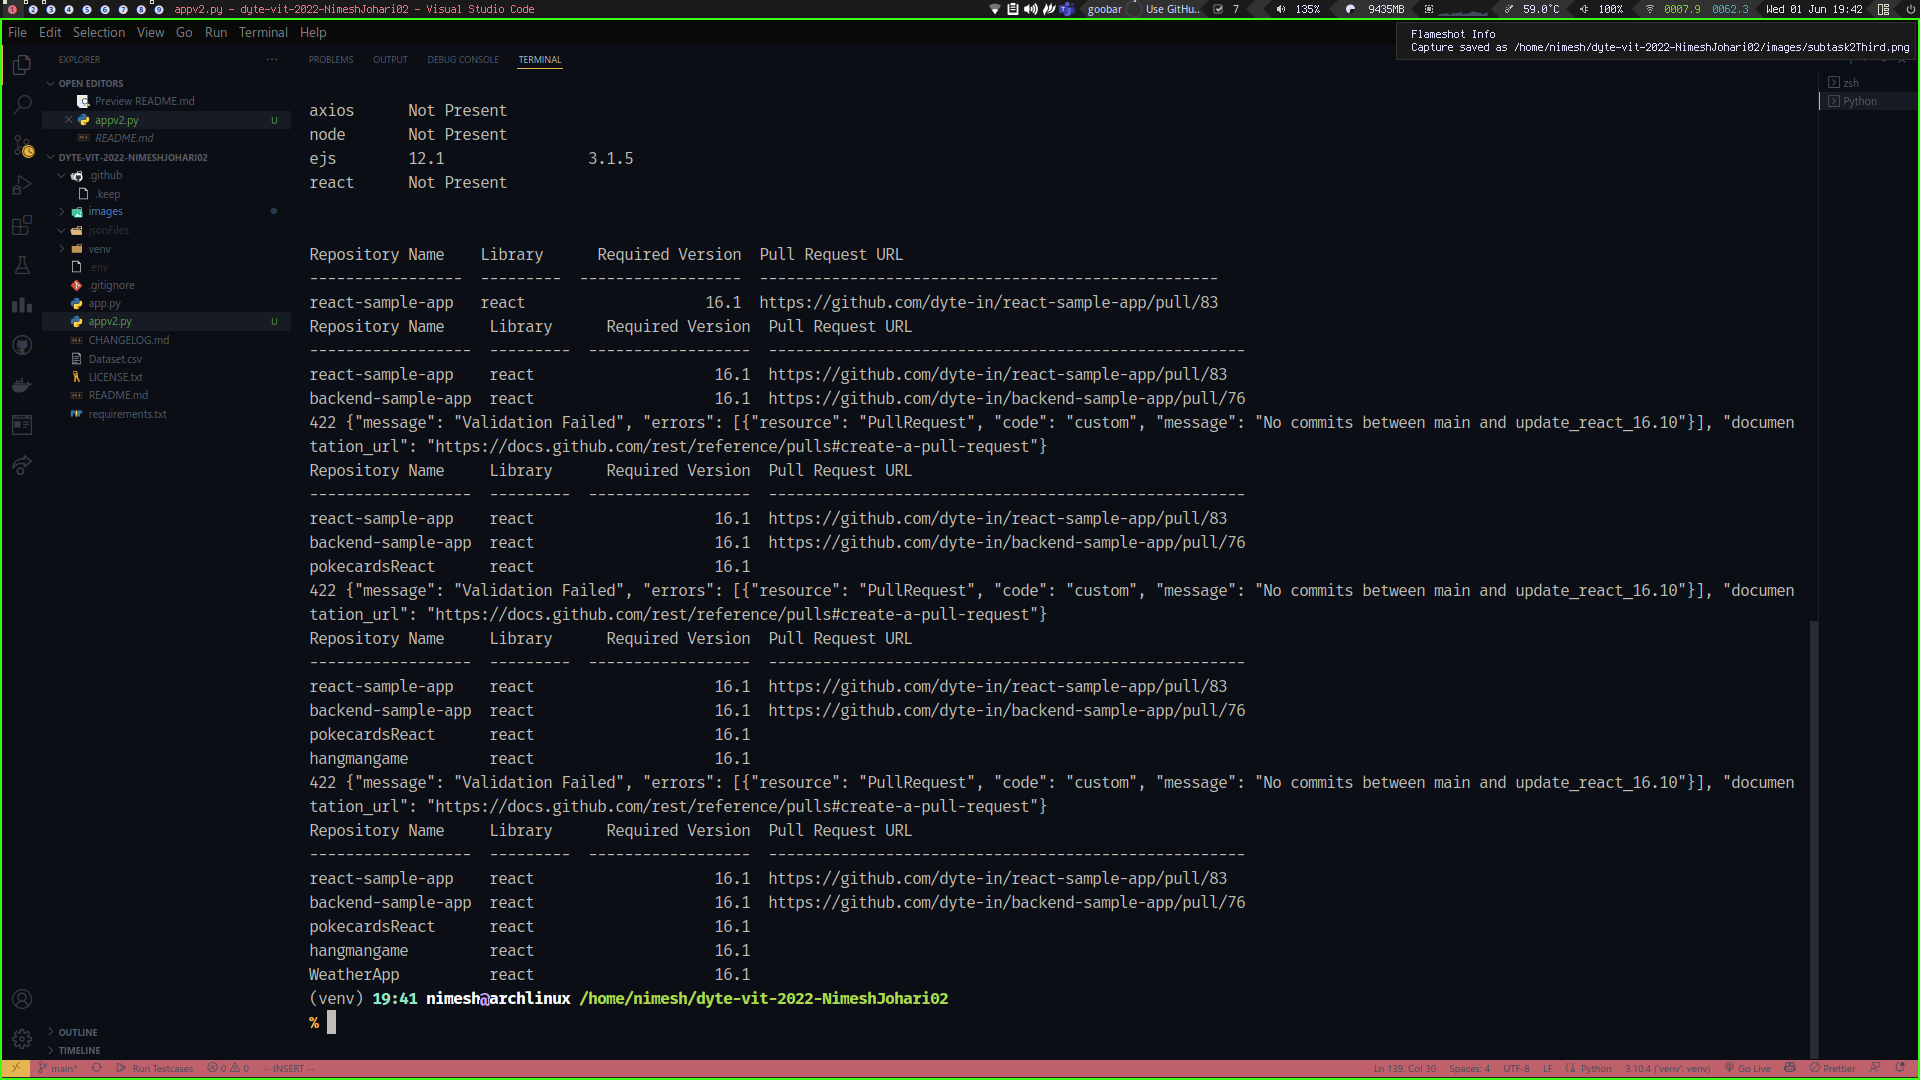 1 2 3 4 5 6 7 8 9 appv2.py - dyte-vit-2022-NimeshJohari02 - Visual Studio Code goobar Use GitHu.. 7 135% 9435MB 59.0°C 100% 0007.9 0062.3 Wed 01 Jun 19:42
File Edit Selection View Go Run Terminal Help
Flameshot Info
Capture saved as /home/nimesh/dyte-vit-2022-NimeshJohari02/images/subtask2Third.png
EXPLORER
PROBLEMS OUTPUT DEBUG CONSOLE TERMINAL
OPEN EDITORS
Preview README.md
appv2.py U
README.md
DYTE-VIT-2022-NIMESHJOHARI02
.github
.keep
images
jsonFiles
venv
.env
.gitignore
app.py
appv2.py U
CHANGELOG.md
Dataset.csv
LICENSE.txt
README.md
requirements.txt
OUTLINE
TIMELINE
zsh
Python
axios Not Present
node Not Present
ejs 12.1 3.1.5
react Not Present
Repository Name Library Required Version Pull Request URL
----------------- --------- ------------------ ---------------------------------------------------
react-sample-app react 16.1 https://github.com/dyte-in/react-sample-app/pull/83
Repository Name Library Required Version Pull Request URL
------------------ --------- ------------------ -----------------------------------------------------
react-sample-app react 16.1 https://github.com/dyte-in/react-sample-app/pull/83
backend-sample-app react 16.1 https://github.com/dyte-in/backend-sample-app/pull/76
422 {"message": "Validation Failed", "errors": [{"resource": "PullRequest", "code": "custom", "message": "No commits between main and update_react_16.10"}], "documen
tation_url": "https://docs.github.com/rest/reference/pulls#create-a-pull-request"}
Repository Name Library Required Version Pull Request URL
------------------ --------- ------------------ -----------------------------------------------------
react-sample-app react 16.1 https://github.com/dyte-in/react-sample-app/pull/83
backend-sample-app react 16.1 https://github.com/dyte-in/backend-sample-app/pull/76
pokecardsReact react 16.1
422 {"message": "Validation Failed", "errors": [{"resource": "PullRequest", "code": "custom", "message": "No commits between main and update_react_16.10"}], "documen
tation_url": "https://docs.github.com/rest/reference/pulls#create-a-pull-request"}
Repository Name Library Required Version Pull Request URL
------------------ --------- ------------------ -----------------------------------------------------
react-sample-app react 16.1 https://github.com/dyte-in/react-sample-app/pull/83
backend-sample-app react 16.1 https://github.com/dyte-in/backend-sample-app/pull/76
pokecardsReact react 16.1
hangmangame react 16.1
422 {"message": "Validation Failed", "errors": [{"resource": "PullRequest", "code": "custom", "message": "No commits between main and update_react_16.10"}], "documen
tation_url": "https://docs.github.com/rest/reference/pulls#create-a-pull-request"}
Repository Name Library Required Version Pull Request URL
------------------ --------- ------------------ -----------------------------------------------------
react-sample-app react 16.1 https://github.com/dyte-in/react-sample-app/pull/83
backend-sample-app react 16.1 https://github.com/dyte-in/backend-sample-app/pull/76
pokecardsReact react 16.1
hangmangame react 16.1
WeatherApp react 16.1
(venv) 19:41 nimesh@archlinux /home/nimesh/dyte-vit-2022-NimeshJohari02
%
main* Run Testcases 0 0 -- INSERT -- Ln 139, Col 30 Spaces: 4 UTF-8 LF Python 3.10.4 ('venv': venv) Go Live Prettier